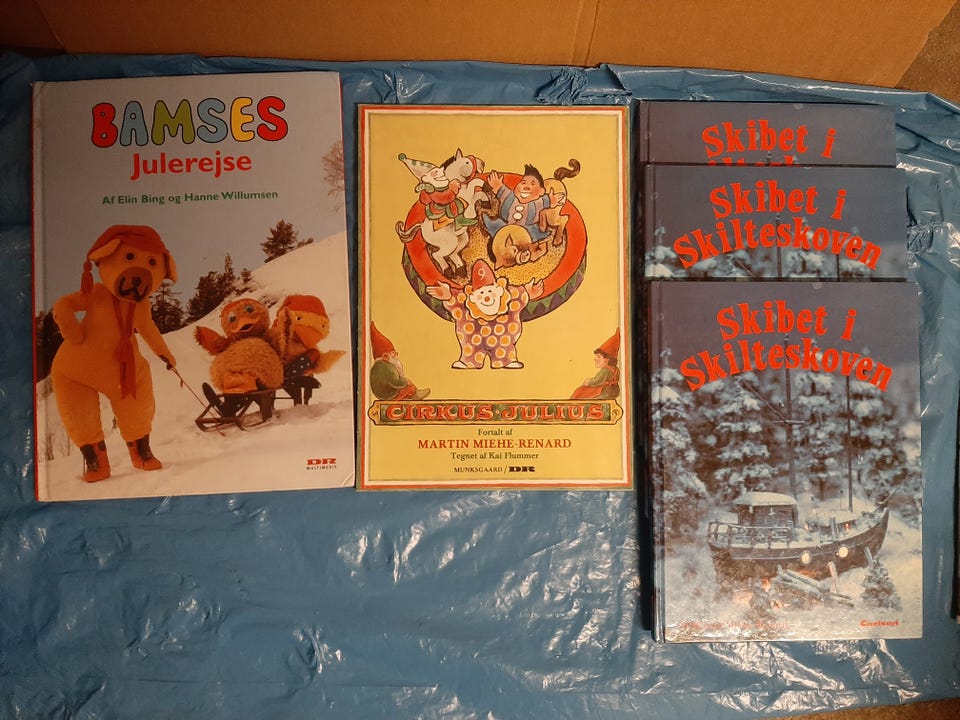 BAMSES
Julerejse
Af Elin Bing og Hanne Willumsen
DR
MULTIMEDIE
9
CIRKUS·JULIUS
Fortalt af
MARTIN MIEHE-RENARD
Tegnet af Kai Flummer
MUNKSGAARD/DR
Skibet i
Skibet i
Skilteskoven
Skibet i
Skilteskoven
Carlsen